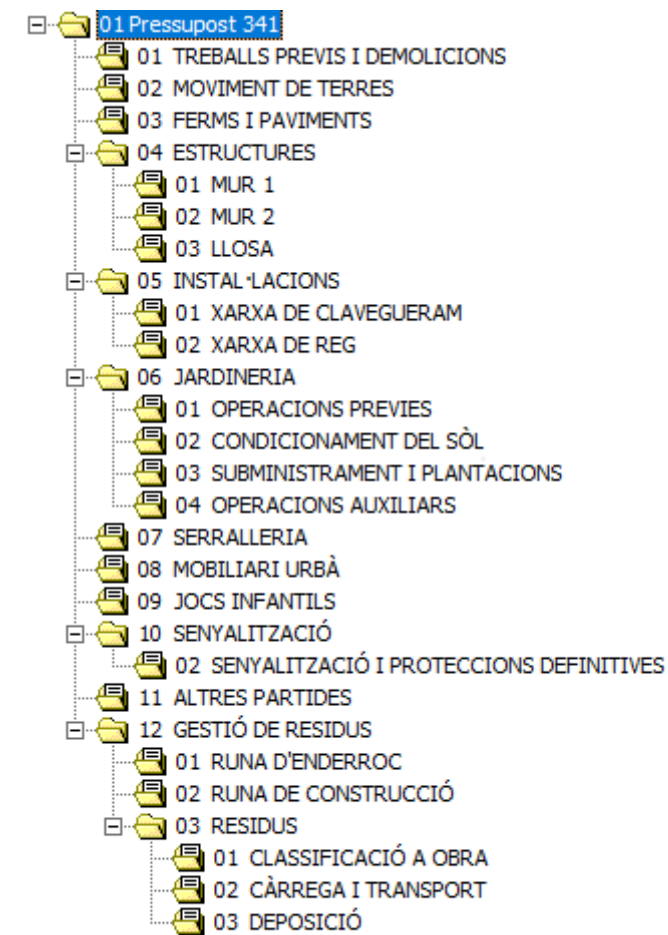 01 Pressupost 341
01 TREBALLS PREVIS I DEMOLICIONS
02 MOVIMENT DE TERRES
03 FERMS I PAVIMENTS
04 ESTRUCTURES
01 MUR 1
02 MUR 2
03 LLOSA
05 INSTAL·LACIONS
01 XARXA DE CLAVEGUERAM
02 XARXA DE REG
06 JARDINERIA
01 OPERACIONS PREVIES
02 CONDICIONAMENT DEL SÒL
03 SUBMINISTRAMENT I PLANTACIONS
04 OPERACIONS AUXILIARS
07 SERRALLERIA
08 MOBILIARI URBÀ
09 JOCS INFANTILS
10 SENYALITZACIÓ
02 SENYALITZACIÓ I PROTECCIONS DEFINITIVES
11 ALTRES PARTIDES
12 GESTIÓ DE RESIDUS
01 RUNA D'ENDERROC
02 RUNA DE CONSTRUCCIÓ
03 RESIDUS
01 CLASSIFICACIÓ A OBRA
02 CÀRREGA I TRANSPORT
03 DEPOSICIÓ